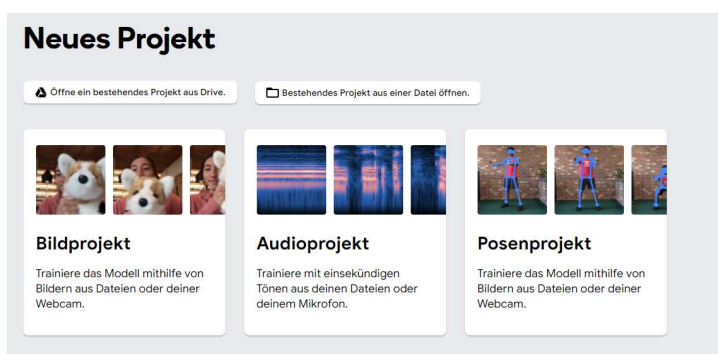 Neues Projekt
Öffne ein bestehendes Projekt aus Drive.
Bestehendes Projekt aus einer Datei öffnen.
Bildprojekt
Trainiere das Modell mithilfe von
Bildern aus Dateien oder deiner
Webcam.
Audioprojekt
Trainiere mit einsekündigen
Tönen aus deinen Dateien oder
deinem Mikrofon.
Posenprojekt
Trainiere das Modell mithilfe von
Bildern aus Dateien oder deiner
Webcam.